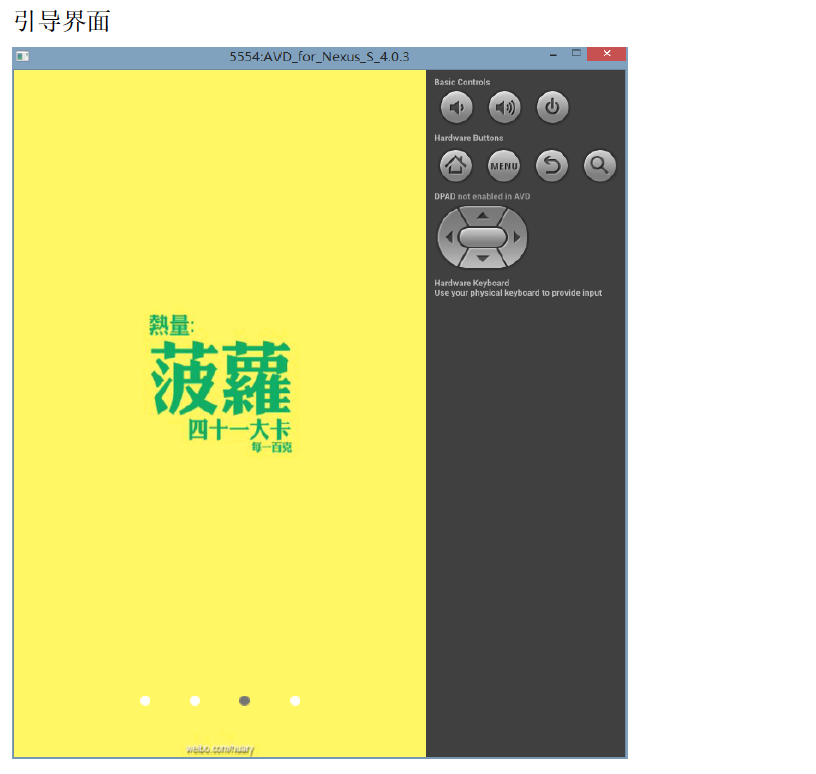 引导界面
5554:AVD_for_Nexus_S_4.0.3
Basic Controls
Hardware Buttons
MENU
DPAD not enabled in AVD
Hardware Keyboard
Use your physical keyboard to provide input
熱量:
菠蘿
四十一大卡
每一百克
weibo.com/nuary